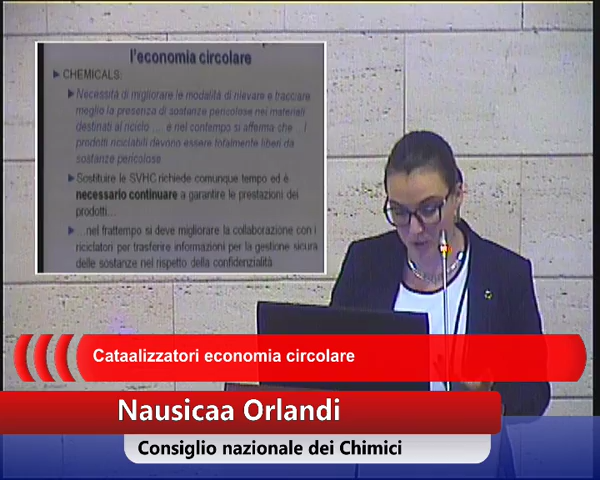 l'economia circolare
CHEMICALS:
Necessità di migliorare le modalità di rilevare e tracciare
meglio la presenza di sostanze pericolose nei materiali
destinati al riciclo … e nel contempo si afferma che …i
prodotti riciclabili devono essere totalmente liberi da
sostanze pericolose
Sostituire le SVHC richiede comunque tempo ed è
necessario continuare a garantire le prestazioni dei
prodotti…
…nel frattempo si deve migliorare la collaborazione con i
riciclatori per trasferire informazioni per la gestione sicura
delle sostanze nel rispetto della confidenzialità
Cataalizzatori economia circolare
Nausicaa Orlandi
Consiglio nazionale dei Chimici